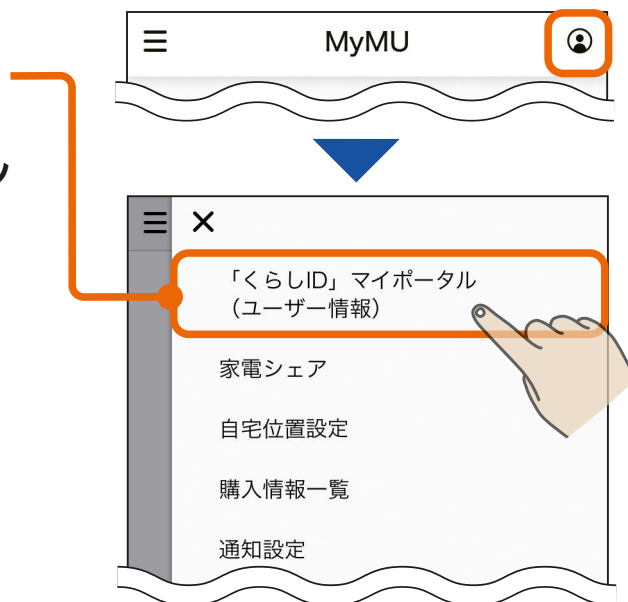 MyMU
「くらしID」マイポータル
（ユーザー情報）
家電シェア
自宅位置設定
購入情報一覧
通知設定